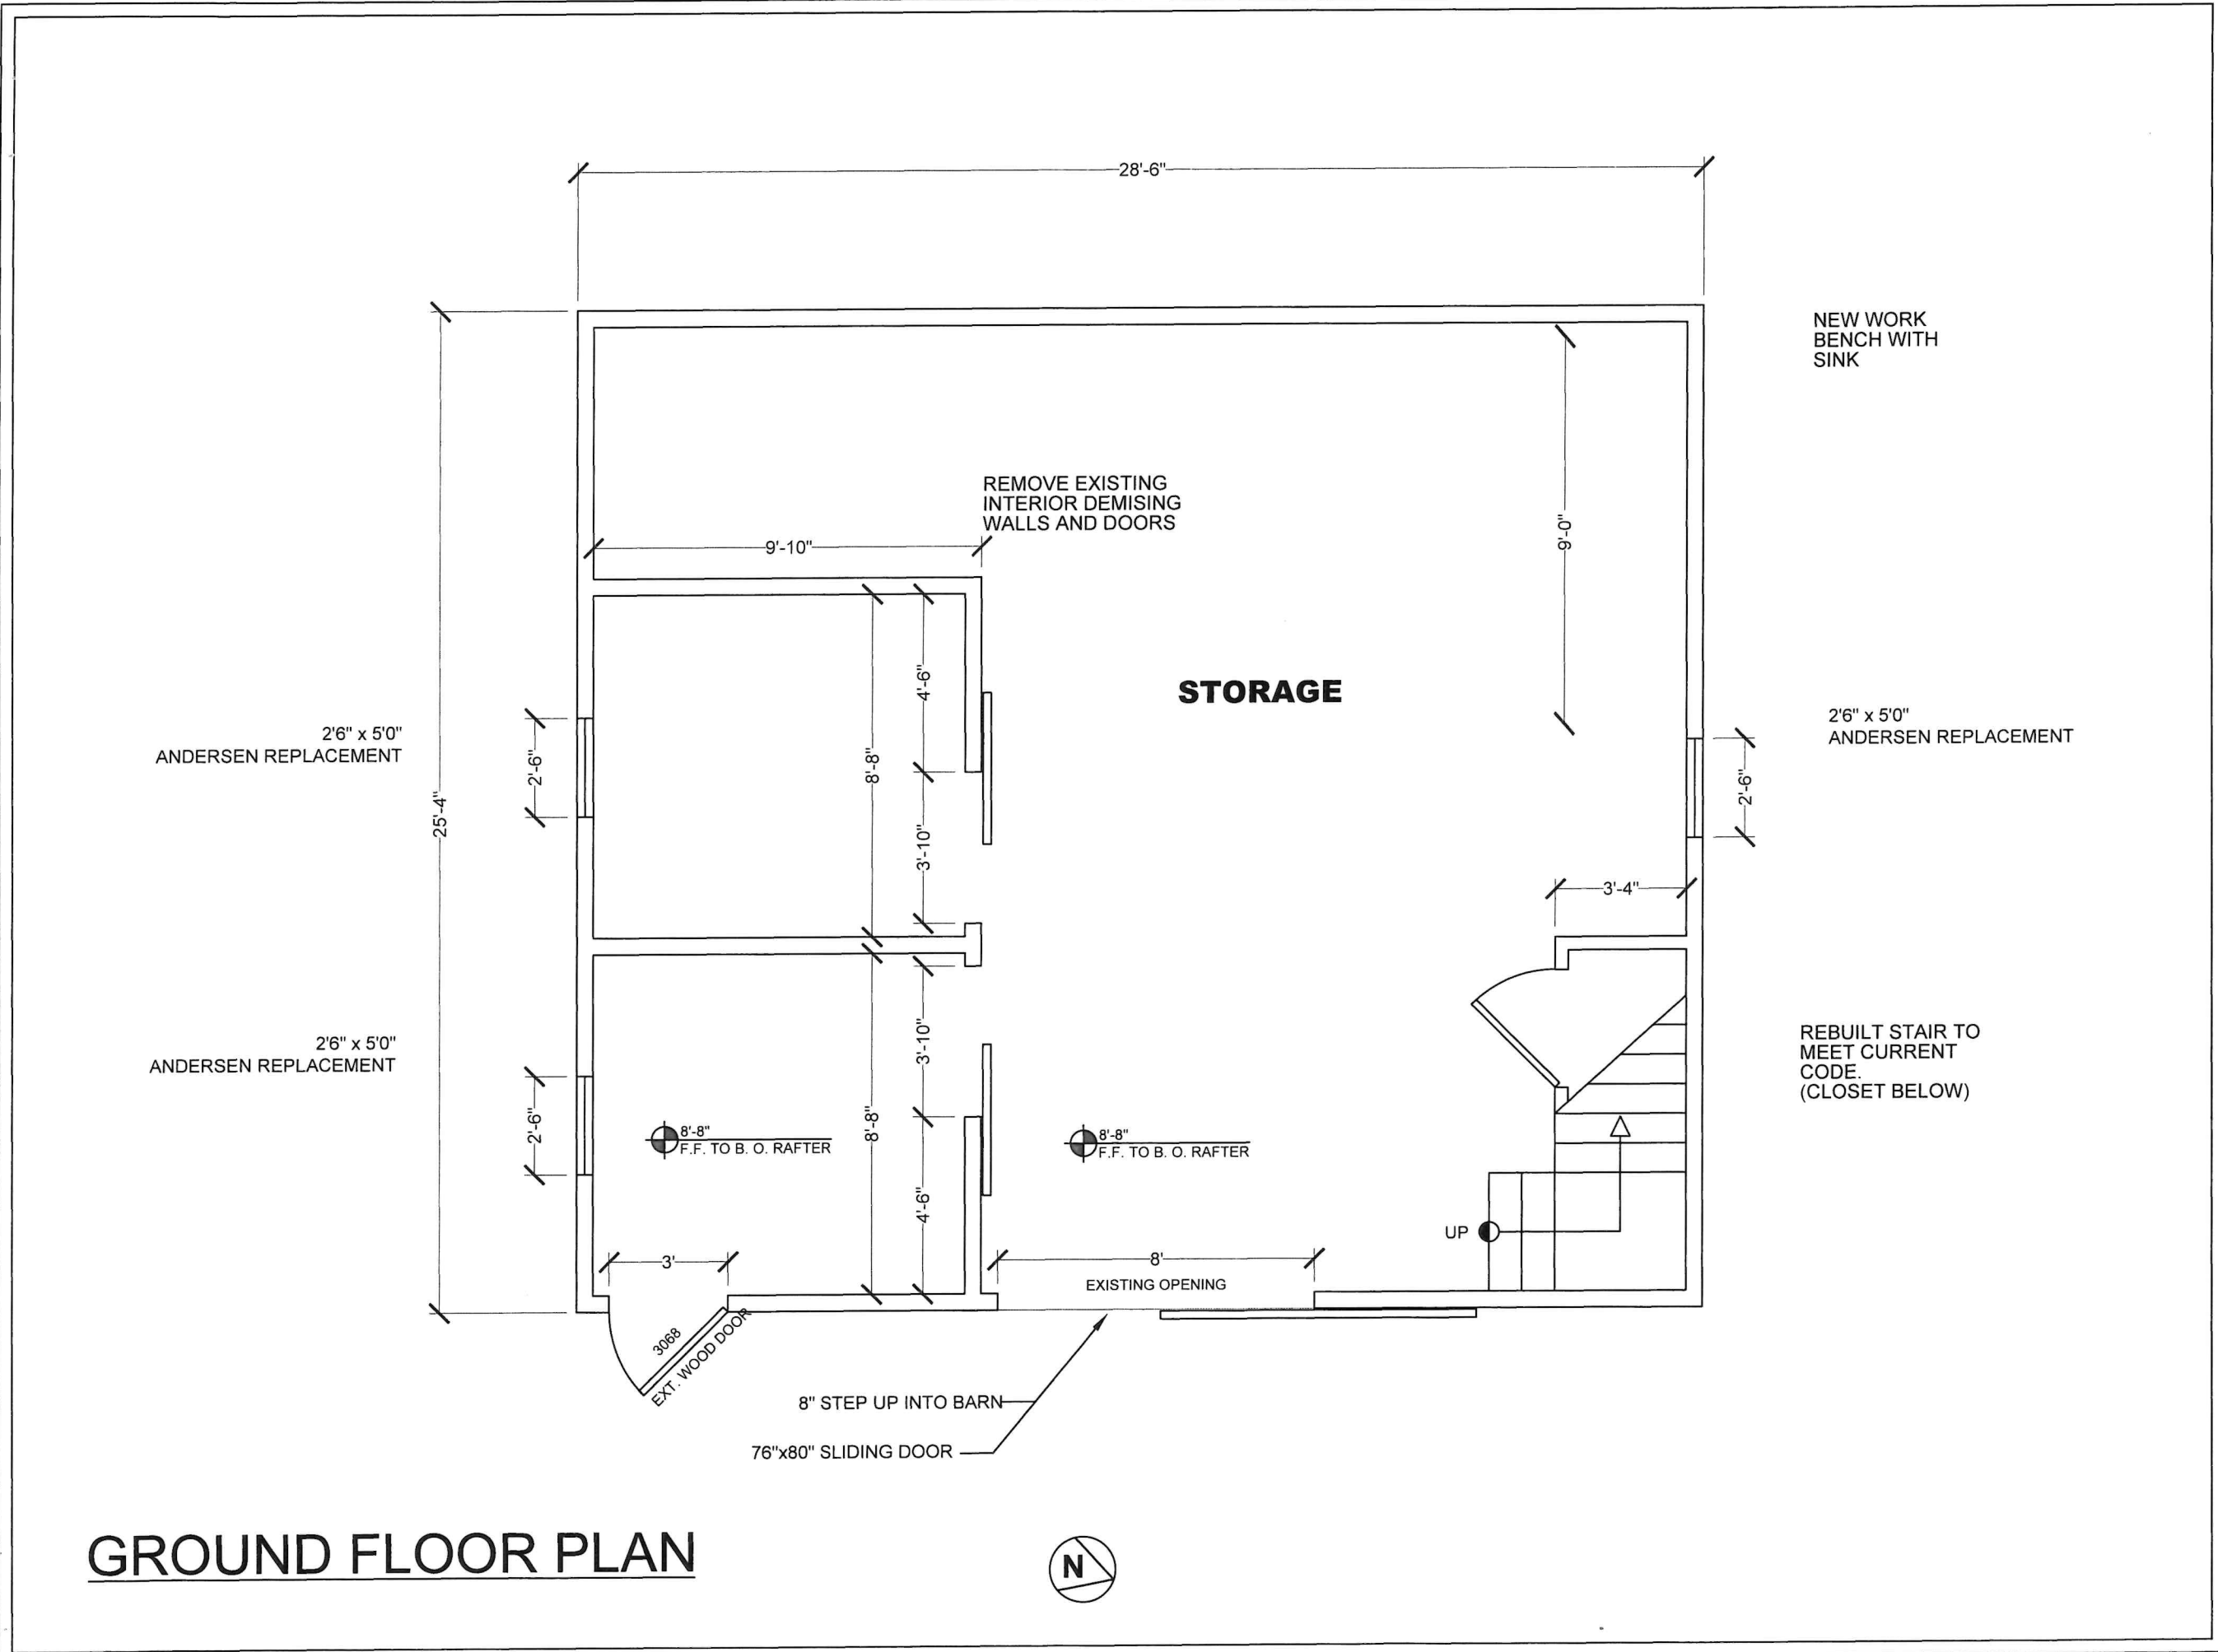 28'-6"
NEW WORK
BENCH WITH
SINK
REMOVE EXISTING
INTERIOR DEMISING
WALLS AND DOORS
9'-10"
9'-0"
4'-6"
STORAGE
2'6" x 5'0"
ANDERSEN REPLACEMENT
2'-6"
8'-8"
2'6" x 5'0"
ANDERSEN REPLACEMENT
2'-6"
25'-4"
3'-10"
3'-4"
2'6" x 5'0"
ANDERSEN REPLACEMENT
2'-6"
3'-10"
8'-8"
4'-6"
REBUILT STAIR TO
MEET CURRENT
CODE.
(CLOSET BELOW)
8'-8"
F.F. TO B. O. RAFTER
8'-8"
F.F. TO B. O. RAFTER
UP
3'
8'
EXISTING OPENING
3068
EXT. WOOD DOOR
8" STEP UP INTO BARN
76"x80" SLIDING DOOR
GROUND FLOOR PLAN
N